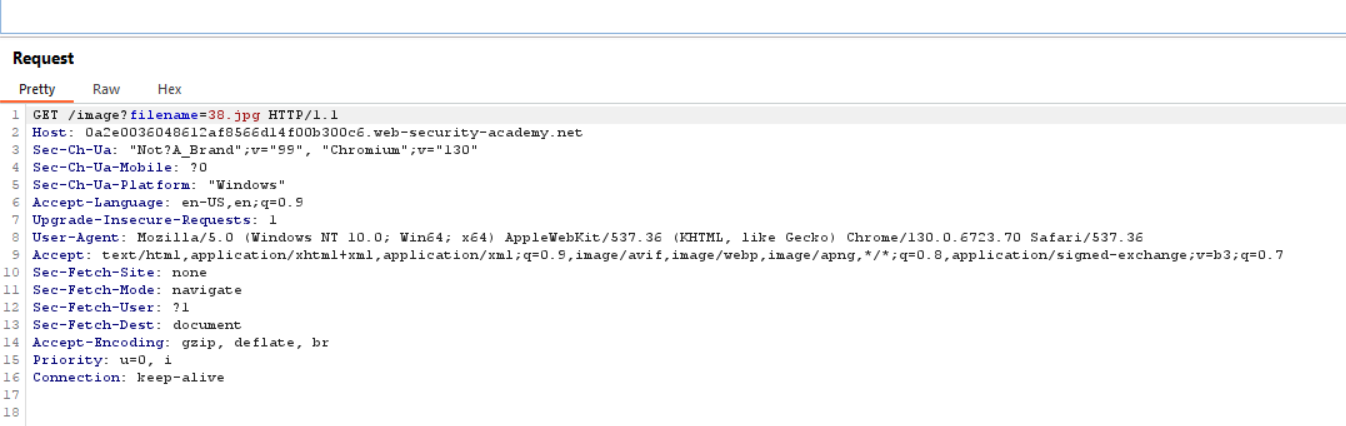 Request
Pretty Raw Hex
1 GET /image?filename=38.jpg HTTP/1.1
2 Host: 0a2e0036048612af8566d14f00b300c6.web-security-academy.net
3 Sec-Ch-Ua: "Not?A_Brand";v="99", "Chromium";v="130"
4 Sec-Ch-Ua-Mobile: ?0
5 Sec-Ch-Ua-Platform: "Windows"
6 Accept-Language: en-US,en;q=0.9
7 Upgrade-Insecure-Requests: 1
8 User-Agent: Mozilla/5.0 (Windows NT 10.0; Win64; x64) AppleWebKit/537.36 (KHTML, like Gecko) Chrome/130.0.6723.70 Safari/537.36
9 Accept: text/html,application/xhtml+xml,application/xml;q=0.9,image/avif,image/webp,image/apng,*/*;q=0.8,application/signed-exchange;v=b3;q=0.7
10 Sec-Fetch-Site: none
11 Sec-Fetch-Mode: navigate
12 Sec-Fetch-User: ?1
13 Sec-Fetch-Dest: document
14 Accept-Encoding: gzip, deflate, br
15 Priority: u=0, i
16 Connection: keep-alive
17
18